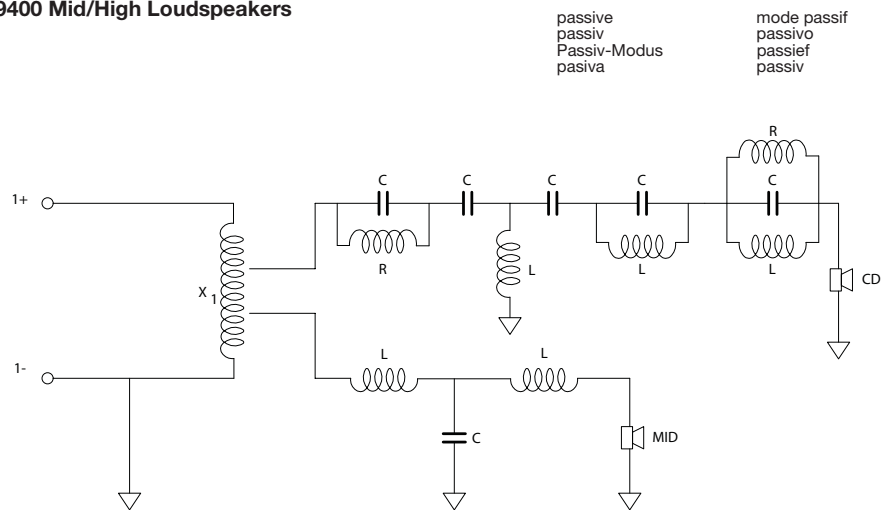 9400 Mid/High Loudspeakers
passive
passiv
Passiv-Modus
pasiva
mode passif
passivo
passief
passiv
R
C C C C C
1+
R L L L
CD
X 1
1-
L L
C MID